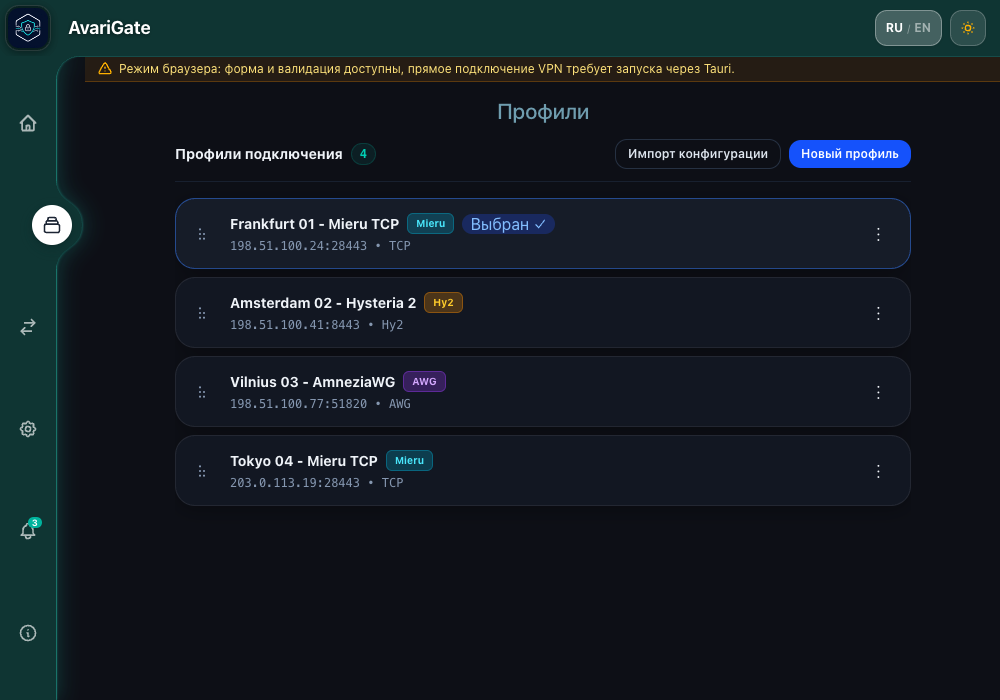 AvariGate
RU / EN
Режим браузера: форма и валидация доступны, прямое подключение VPN требует запуска через Tauri.
Профили
Профили подключения 4
Импорт конфигурации
Новый профиль
Frankfurt 01 - Mieru TCP Mieru Выбран ✓
198.51.100.24:28443 • TCP
Amsterdam 02 - Hysteria 2 Hy2
198.51.100.41:8443 • Hy2
Vilnius 03 - AmneziaWG AWG
198.51.100.77:51820 • AWG
Tokyo 04 - Mieru TCP Mieru
203.0.113.19:28443 • TCP
3